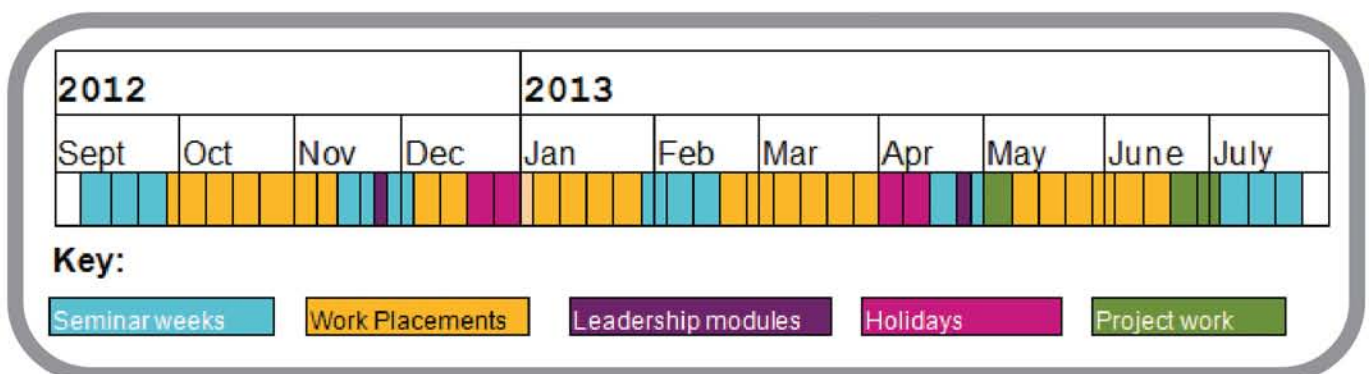 2012 2013
Sept Oct Nov Dec Jan Feb Mar Apr May June July
Key:
Seminar weeks Work Placements Leadership modules Holidays Project work